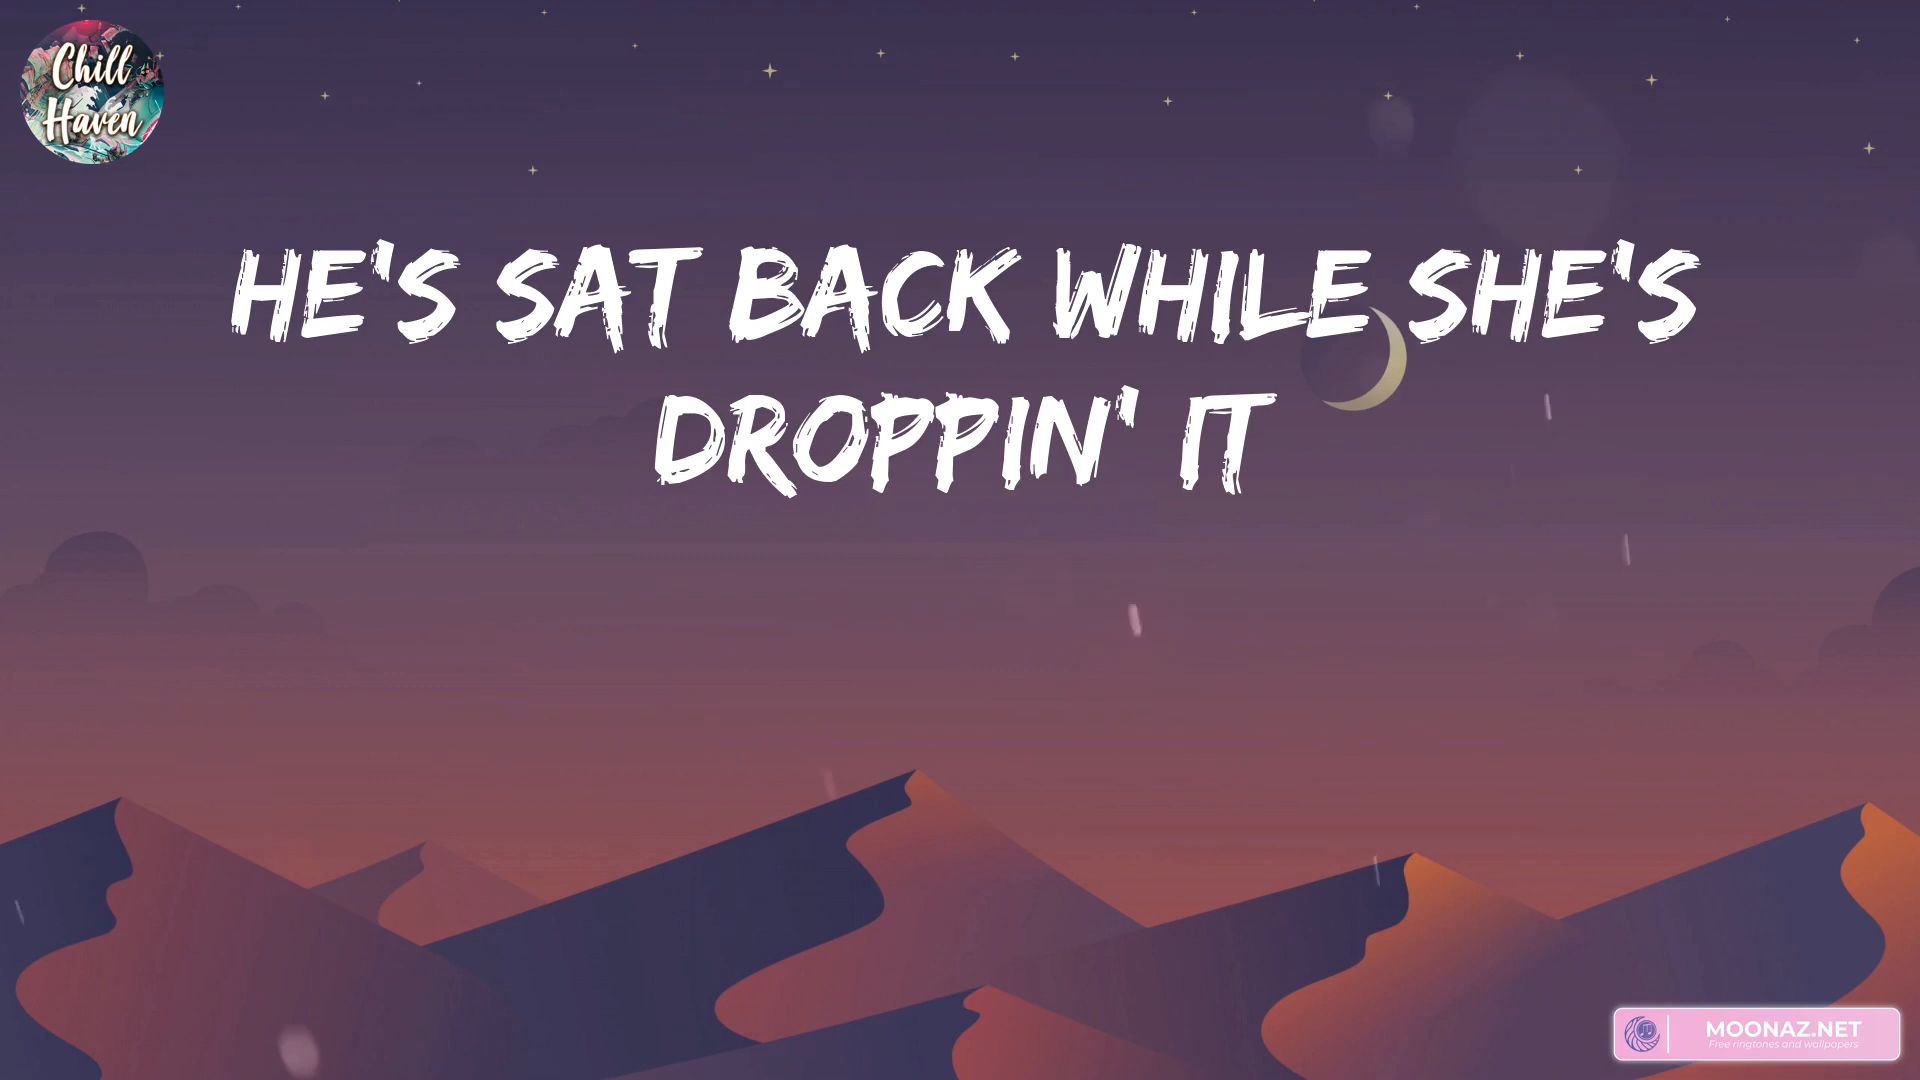 Chill
Haven
HE'S SAT BACK WHILE SHE'S
DROPPIN' IT
MOONAZ.NET
Free ringtones and wallpapers